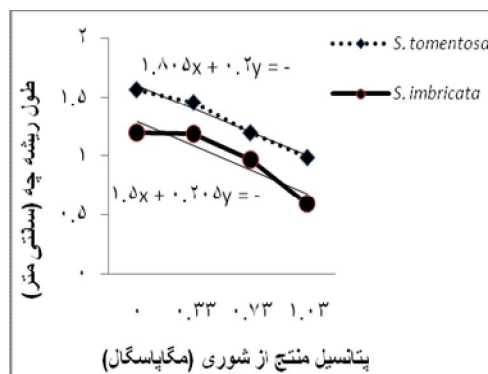 ۲
S. tomentosa
۱.۸۰۵x + ۰.۲y = -
۱.۵
S. imbricata
۱
۱.۵x + ۰.۲۰۵y = -
۰.۵
۰
طول ریشه چه (سانتی متر)
۰ ۰.۳۳ ۰.۷۳ ۱.۰۳
پتانسیل منتج از شوری (مگاپاسگال)